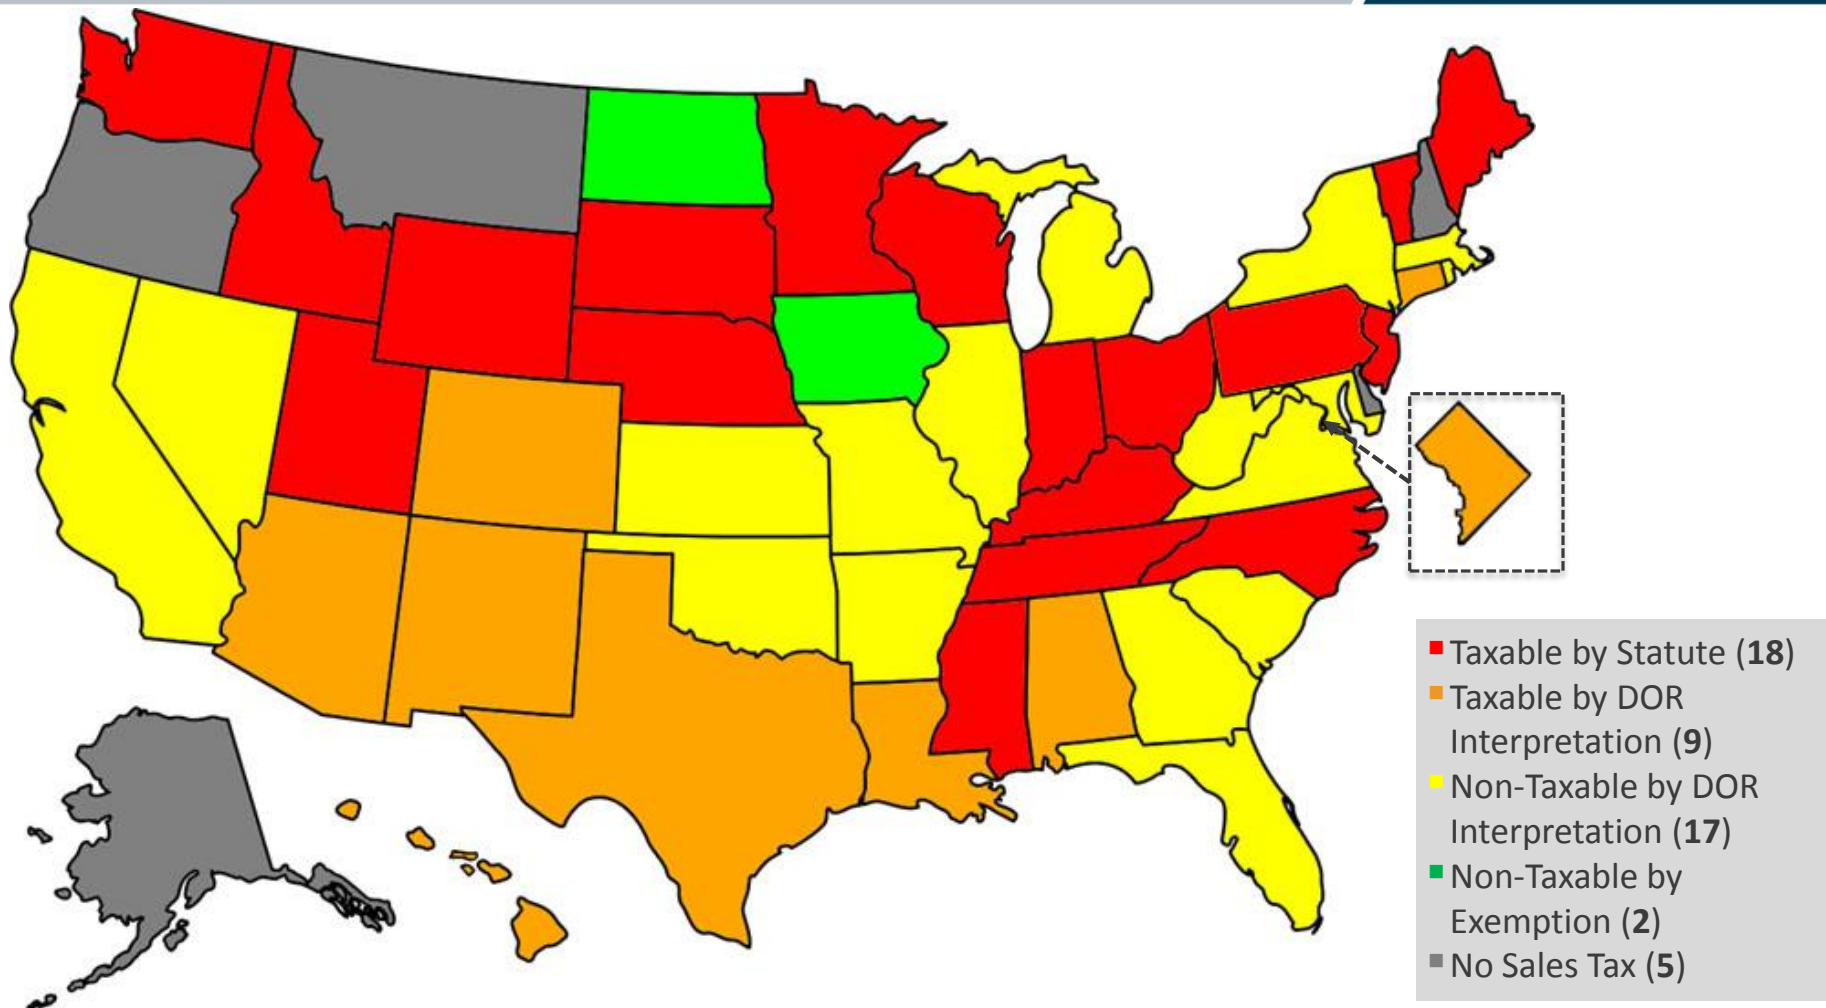 Taxable by Statute (18)
Taxable by DOR
Interpretation (9)
Non-Taxable by DOR
Interpretation (17)
Non-Taxable by
Exemption (2)
No Sales Tax (5)